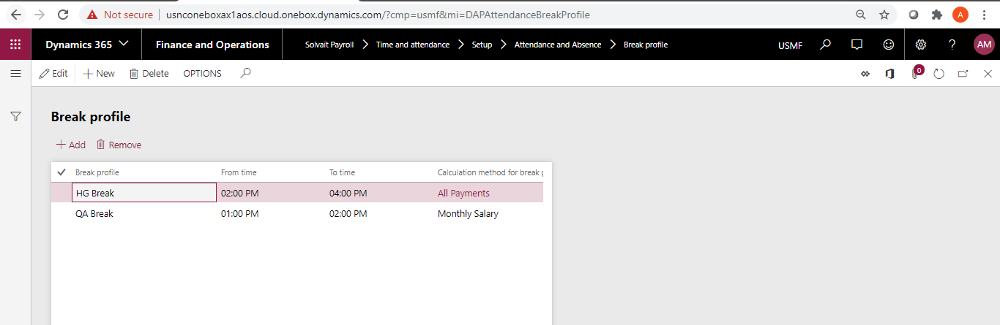 Not secure usnconeboxax1aos.cloud.onebox.dynamics.com/?cmp=usmf&mi=DAPAttendanceBreakProfile A
Dynamics 365 Finance and Operations Solvait Payroll Time and attendance Setup Attendance and Absence Break profile USMF ? AM
Edit New Delete OPTIONS 0
Break profile
Add Remove
Break profile From time To time Calculation method for break
HG Break 02:00 PM 04:00 PM All Payments
QA Break 01:00 PM 02:00 PM Monthly Salary